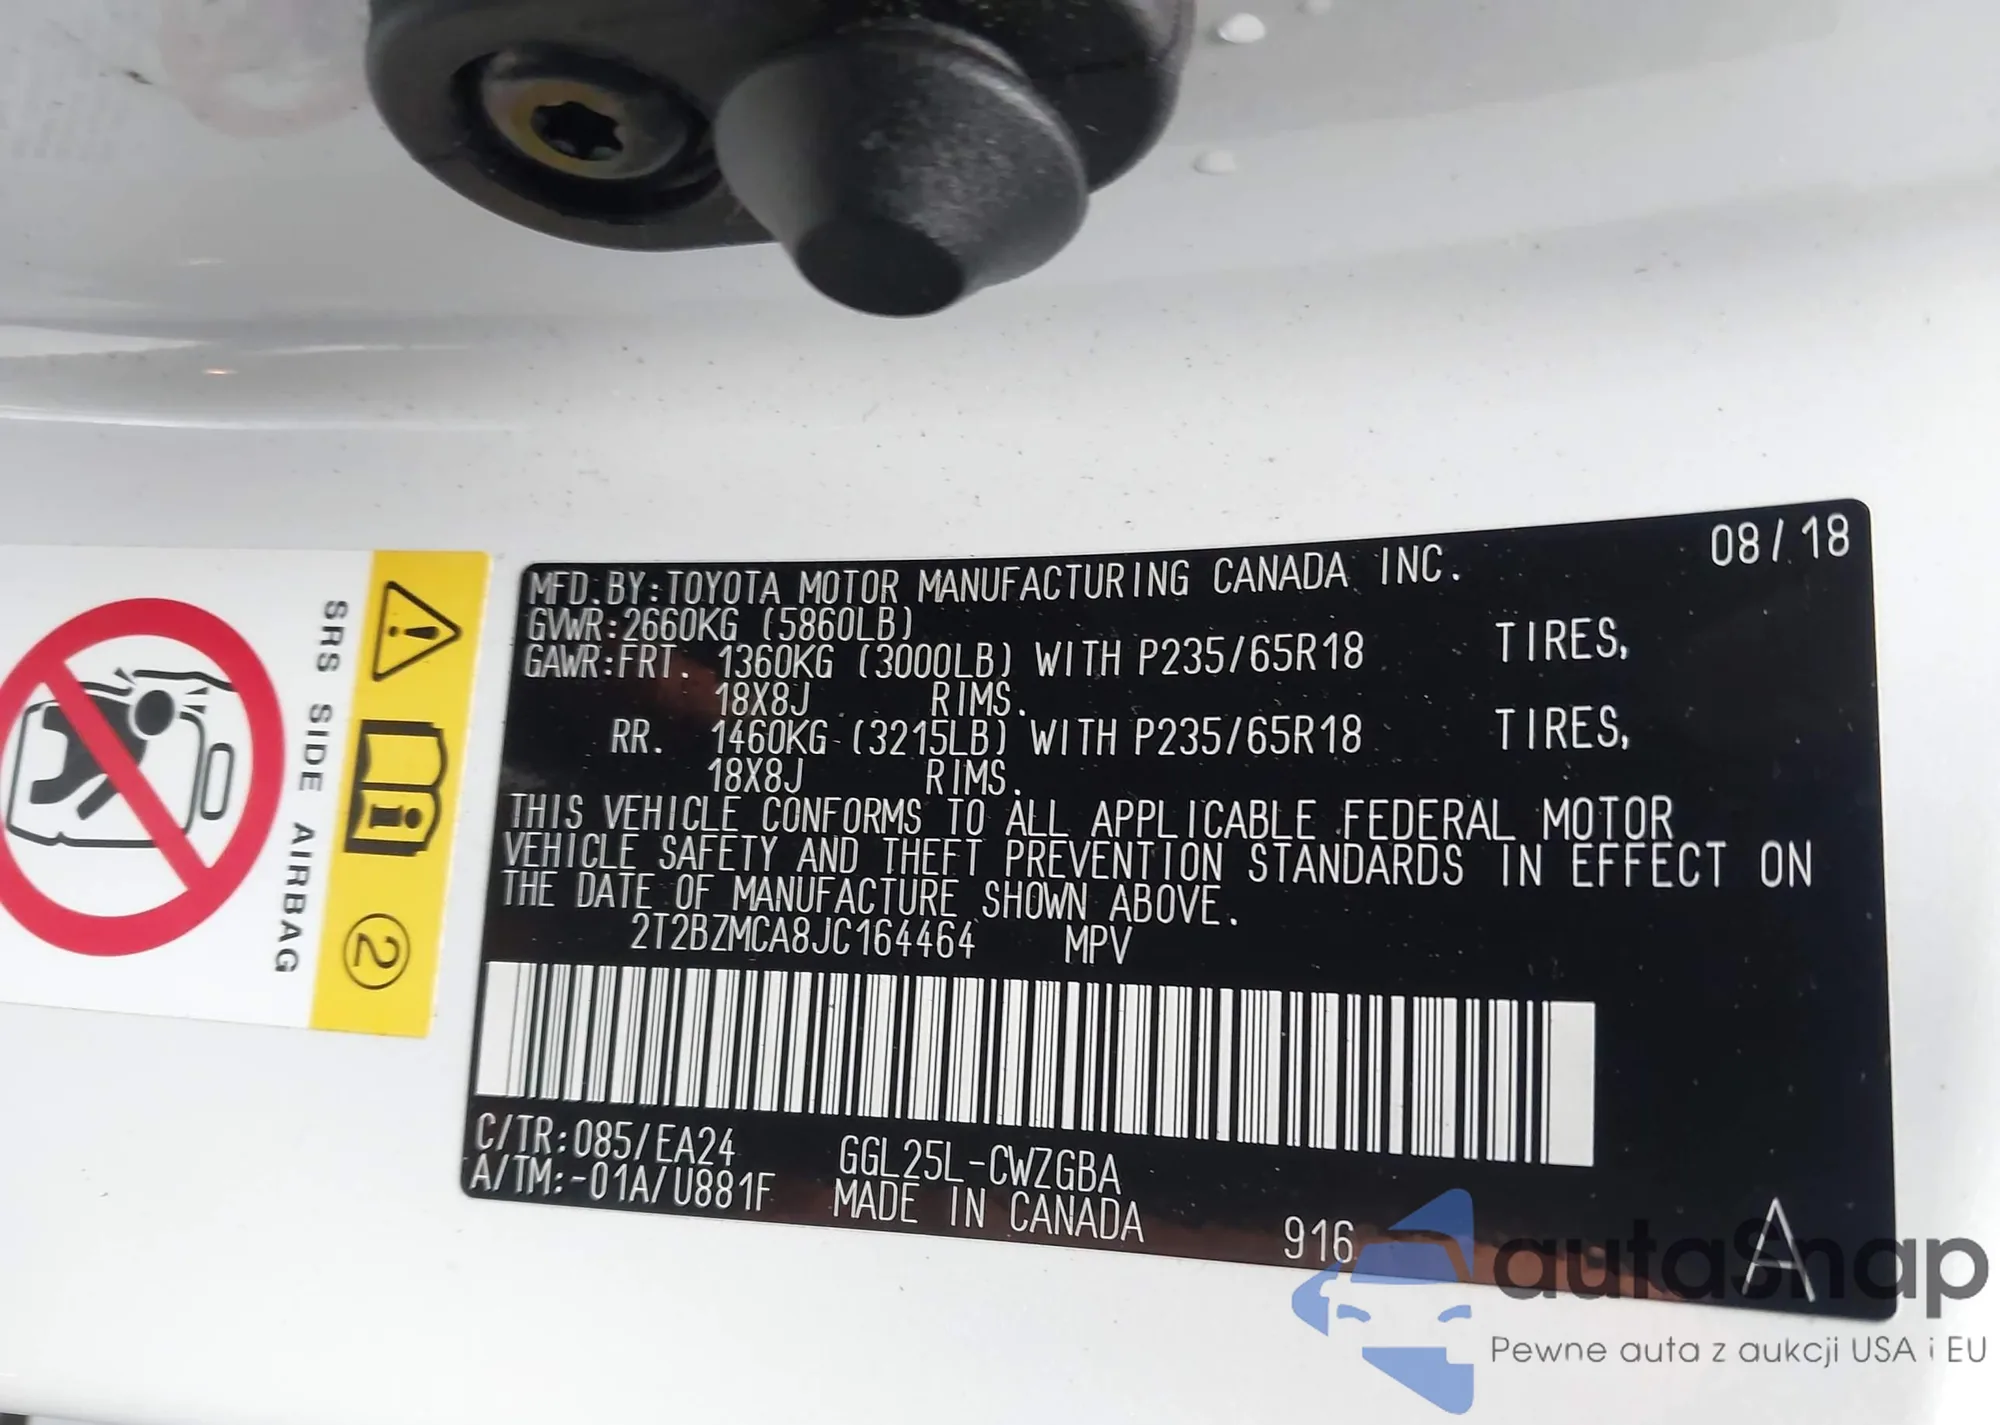 08/18
MFD.BY:TOYOTA MOTOR MANUFACTURING CANADA INC.
GVWR:2660KG (5860LB)
GAWR:FRT. 1360KG (3000LB) WITH P235/65R18 TIRES,
18X8J RIMS.
RR. 1460KG (3215LB) WITH P235/65R18 TIRES,
18X8J RIMS.
THIS VEHICLE CONFORMS TO ALL APPLICABLE FEDERAL MOTOR
VEHICLE SAFETY AND THEFT PREVENTION STANDARDS IN EFFECT ON
THE DATE OF MANUFACTURE SHOWN ABOVE.
2T2BZMCA8JC164464 MPV
C/TR:085/EA24 GGL25L-CWZGBA
A/TM:-01A/U881F MADE IN CANADA 916 A
SRS SIDE AIRBAG
2
autoSnap
Pewne auta z aukcji USA i EU